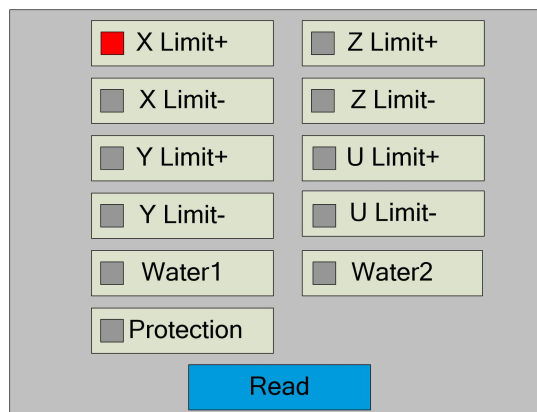 X Limit+
Z Limit+
X Limit-
Z Limit-
Y Limit+
U Limit+
Y Limit-
U Limit-
Water1
Water2
Protection
Read